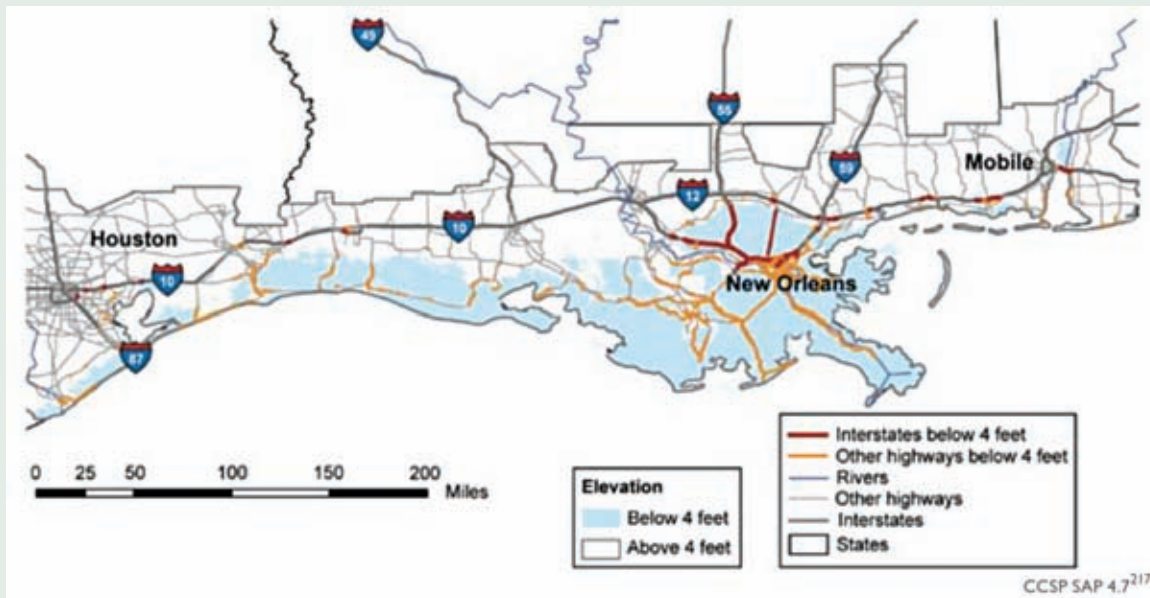 49
55
Mobile
59
12
Houston
10
10
New Orleans
87
Interstates below 4 feet
Other highways below 4 feet
Rivers
Other highways
Interstates
States
0 25 50 100 150 200
Miles
Elevation
Below 4 feet
Above 4 feet
CCSP SAP 4.7²¹⁷